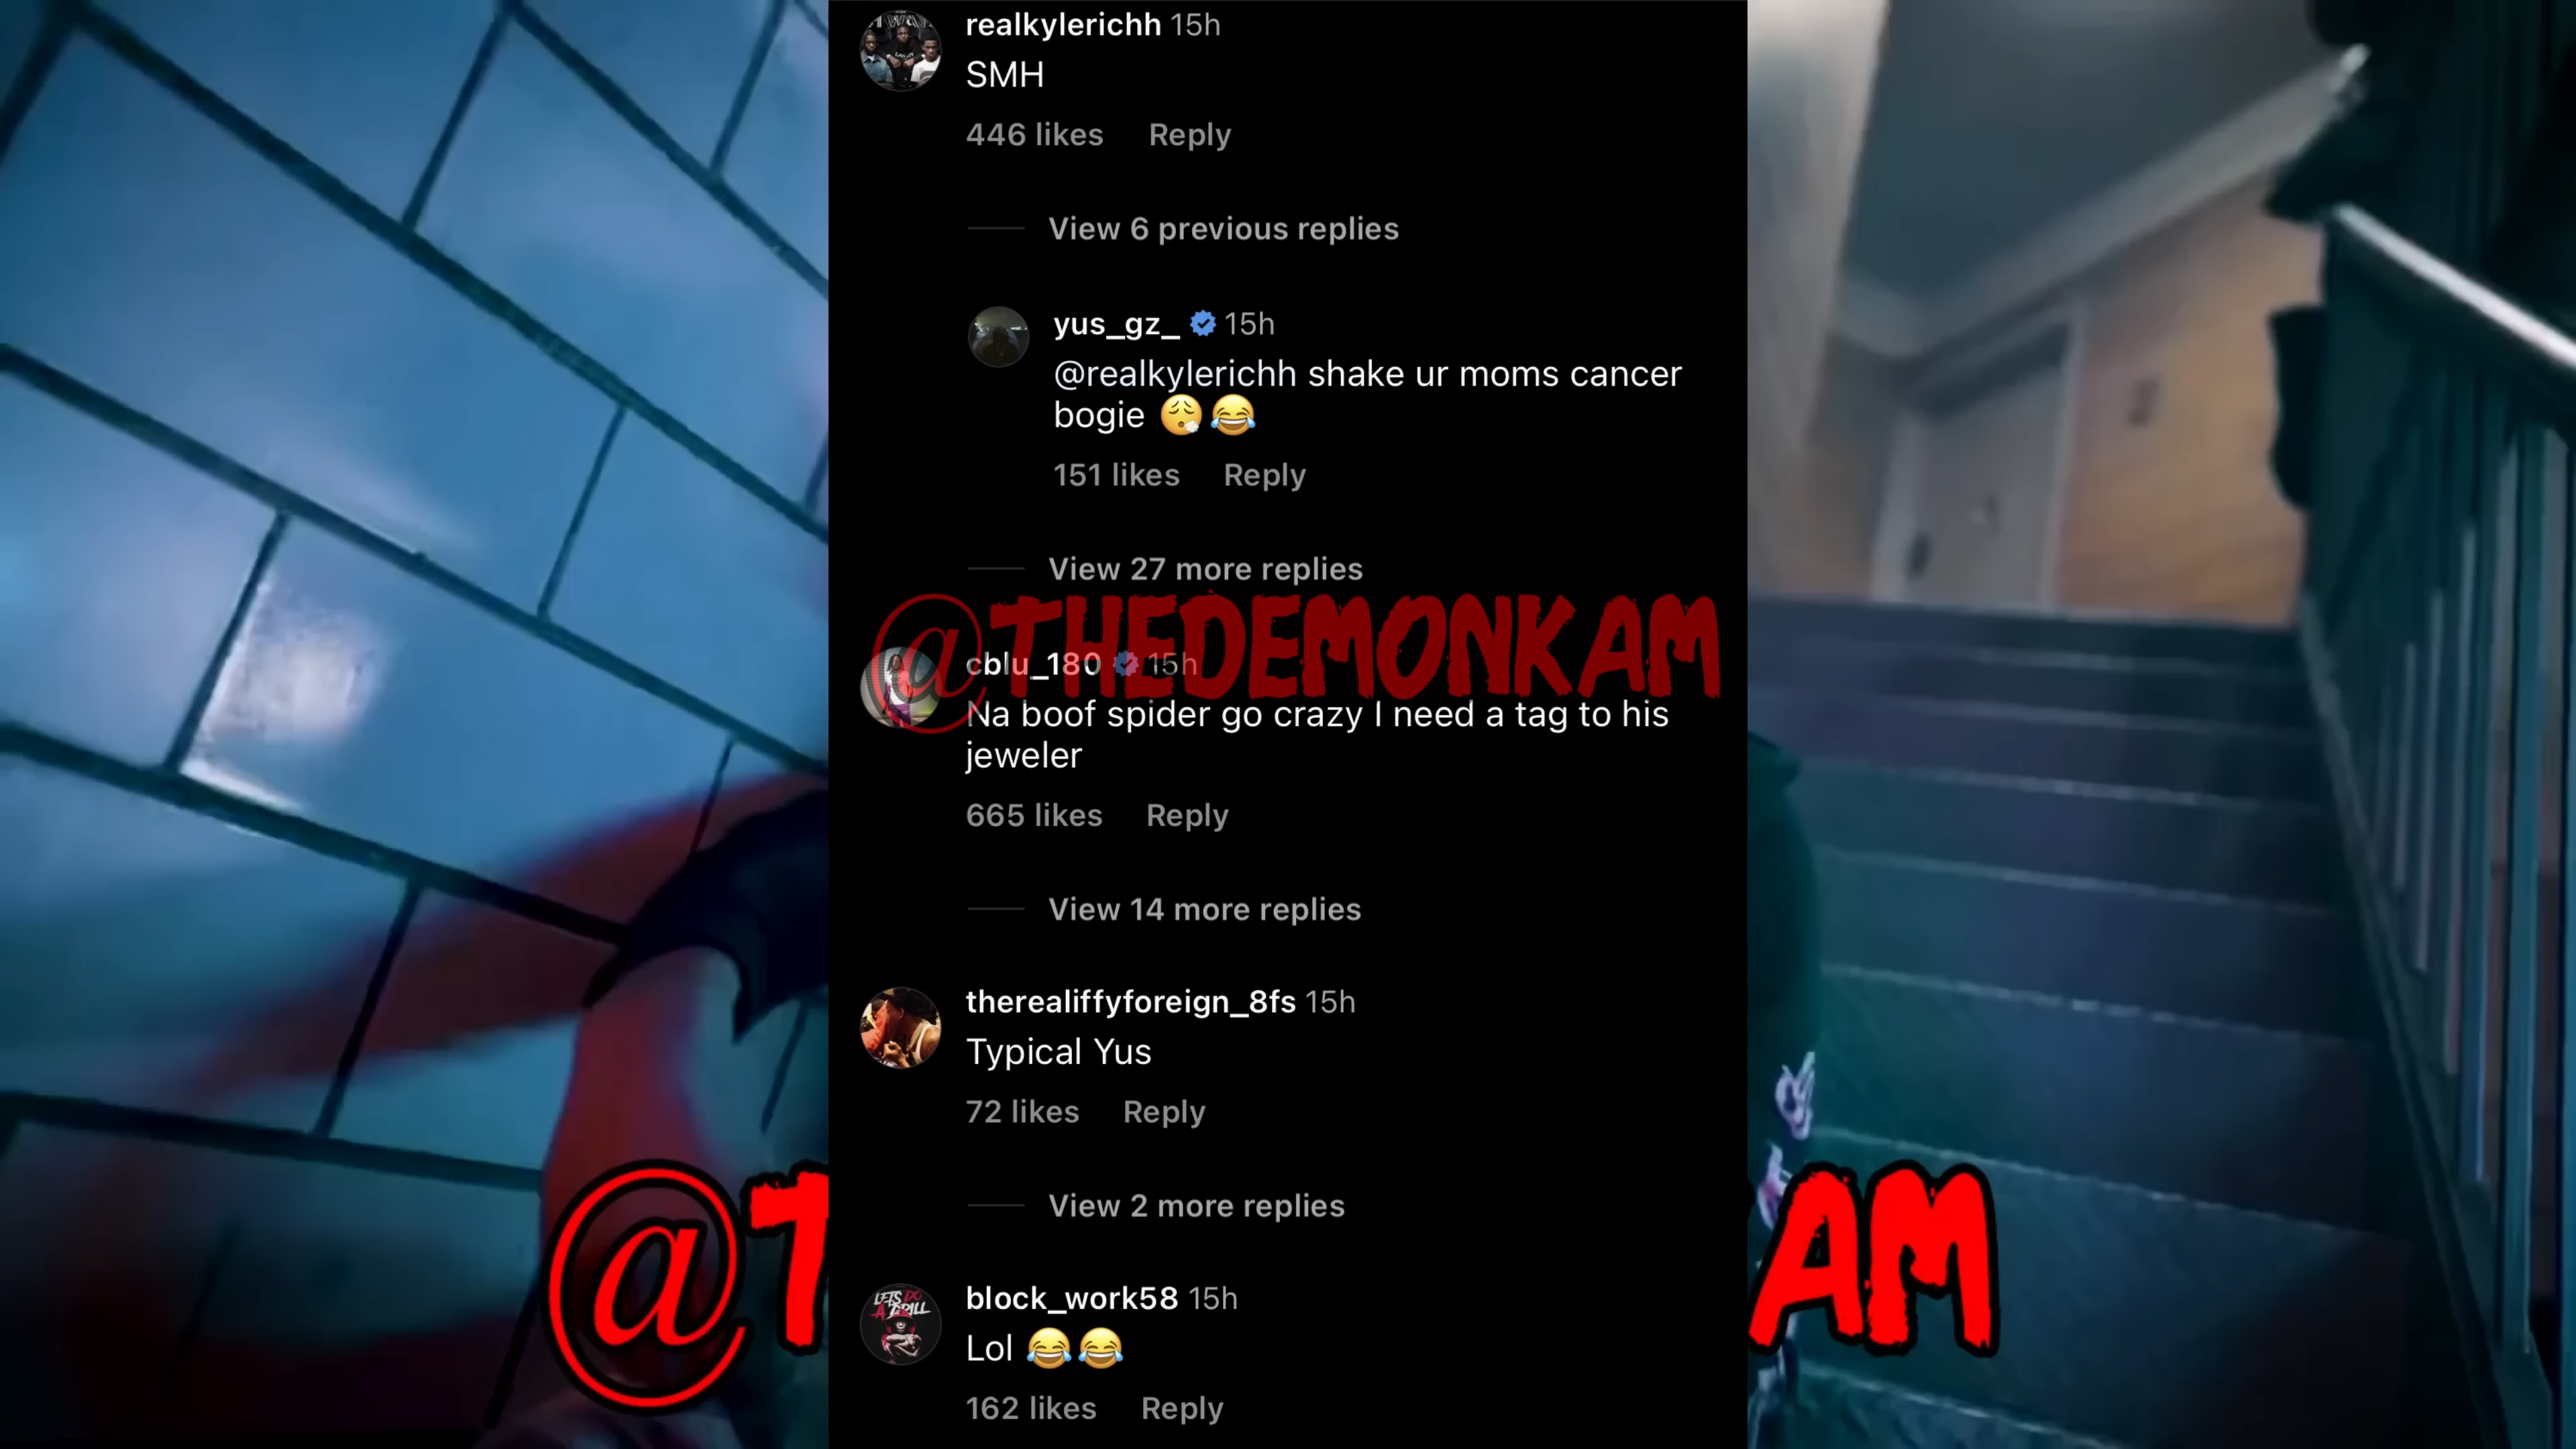 realkylerichh 15h
SMH
446 likes Reply
View 6 previous replies
yus_gz_ 15h
@realkylerichh shake ur moms cancer
bogie 😮‍💨😂
151 likes Reply
View 27 more replies
@THEDEMONKAM
cblu_180 15h
Na boof spider go crazy I need a tag to his
jeweler
665 likes Reply
View 14 more replies
therealiffyforeign_8fs 15h
Typical Yus
72 likes Reply
View 2 more replies
@T AM
block_work58 15h
LETS DO
A DRILL
Lol 😂😂
162 likes Reply